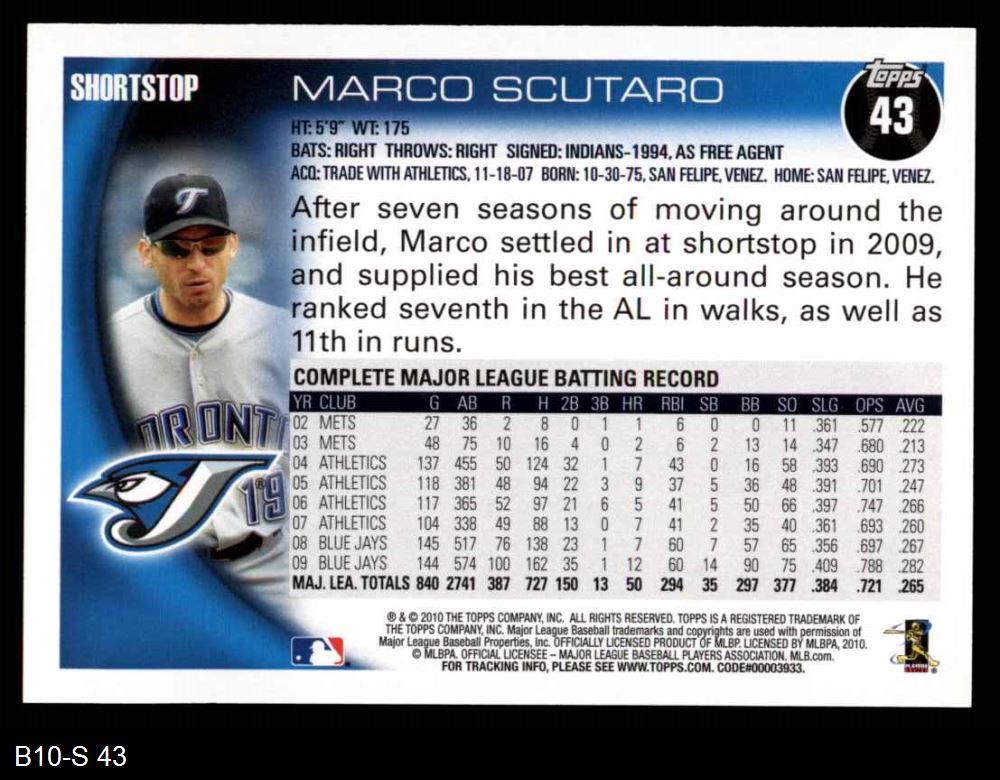 SHORTSTOP
MARCO SCUTARO
Topps
43
HT: 5'9" WT: 175
BATS: RIGHT THROWS: RIGHT SIGNED: INDIANS-1994, AS FREE AGENT
ACQ: TRADE WITH ATHLETICS, 11-18-07 BORN: 10-30-75, SAN FELIPE, VENEZ. HOME: SAN FELIPE, VENEZ.
After seven seasons of moving around the
infield, Marco settled in at shortstop in 2009,
and supplied his best all-around season. He
ranked seventh in the AL in walks, as well as
11th in runs.
T
ORONT
19
COMPLETE MAJOR LEAGUE BATTING RECORD
YR CLUB G AB R H 2B 3B HR RBI SB BB SO SLG OPS AVG
02 METS 27 36 2 8 0 1 1 6 0 0 11 .361 .577 .222
03 METS 48 75 10 16 4 0 2 6 2 13 14 .347 .680 .213
04 ATHLETICS 137 455 50 124 32 1 7 43 0 16 58 .393 .690 .273
05 ATHLETICS 118 381 48 94 22 3 9 37 5 36 48 .391 .701 .247
06 ATHLETICS 117 365 52 97 21 6 5 41 5 50 66 .397 .747 .266
07 ATHLETICS 104 338 49 88 13 0 7 41 2 35 40 .361 .693 .260
08 BLUE JAYS 145 517 76 138 23 1 7 60 7 57 65 .356 .697 .267
09 BLUE JAYS 144 574 100 162 35 1 12 60 14 90 75 .409 .788 .282
MAJ. LEA. TOTALS 840 2741 387 727 150 13 50 294 35 297 377 .384 .721 .265
® & © 2010 THE TOPPS COMPANY, INC. ALL RIGHTS RESERVED. TOPPS IS A REGISTERED TRADEMARK OF
THE TOPPS COMPANY, INC. Major League Baseball trademarks and copyrights are used with permission of
Major League Baseball Properties, Inc. OFFICIALLY LICENSED PRODUCT OF MLBP. LICENSED BY MLBPA, 2010.
© MLBPA. OFFICIAL LICENSEE – MAJOR LEAGUE BASEBALL PLAYERS ASSOCIATION, MLB.com.
FOR TRACKING INFO, PLEASE SEE WWW.TOPPS.COM. CODE#00003933.
B10-S 43